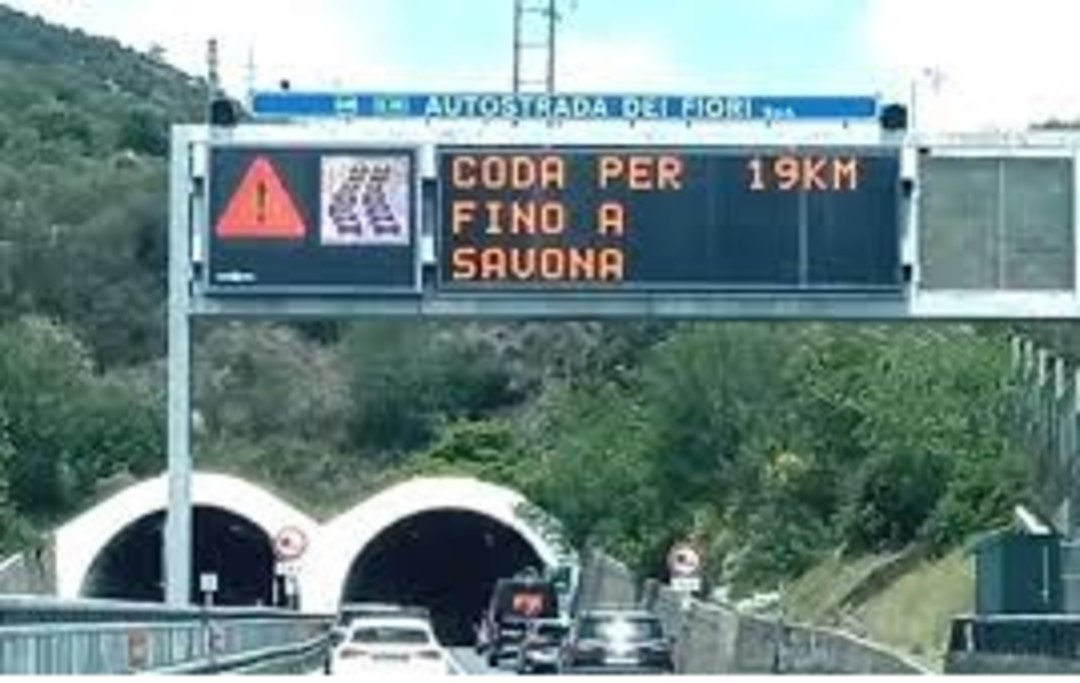 AUTOSTRADA DEI FIORI
CODA PER 19KM
FINO A
SAVONA